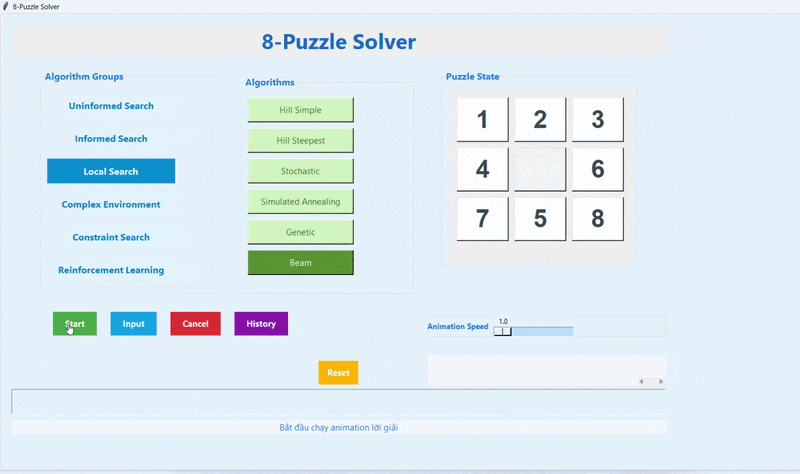 8-Puzzle Solver
8-Puzzle Solver
Algorithm Groups
Uninformed Search
Informed Search
Local Search
Complex Environment
Constraint Search
Reinforcement Learning
Algorithms
Hill Simple
Hill Steepest
Stochastic
Simulated Annealing
Genetic
Beam
Puzzle State
1 2 3
4 6
7 5 8
Start Input Cancel History
Animation Speed 1.0
Reset
Bắt đầu chạy animation lời giải